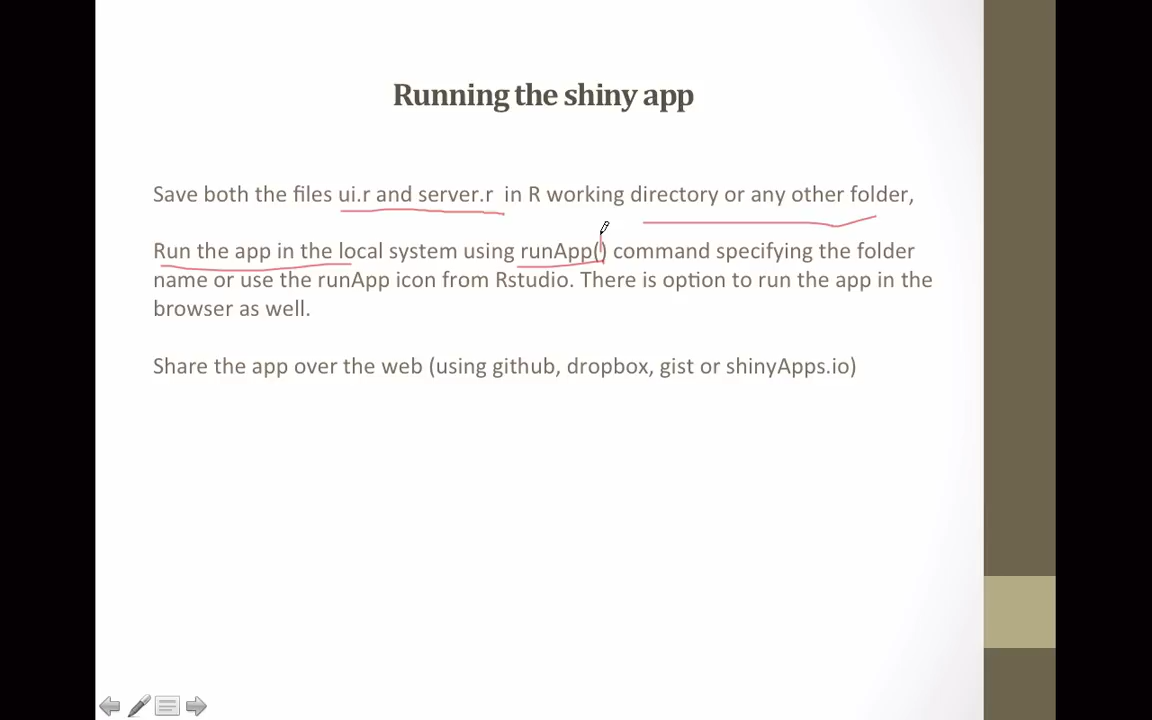 Running the shiny app
Save both the files ui.r and server.r in R working directory or any other folder,
Run the app in the local system using runApp() command specifying the folder
name or use the runApp icon from Rstudio. There is option to run the app in the
browser as well.
Share the app over the web (using github, dropbox, gist or shinyApps.io)